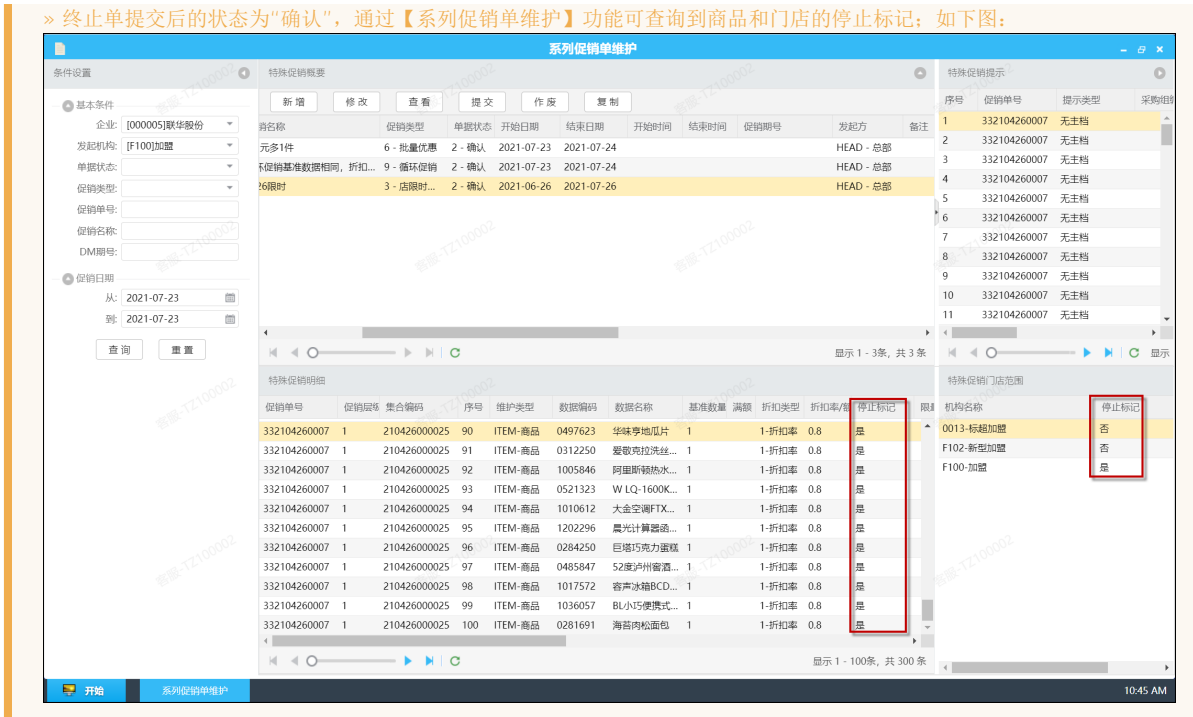 » 终止单提交后的状态为"确认"，通过【系列促销单维护】功能可查询到商品和门店的停止标记；如下图：
系列促销单维护
条件设置
基本条件
企业: [000005]联华股份
发起机构: [F100]加盟
单据状态:
促销类型:
促销单号:
促销名称:
DM期号:
促销日期
从: 2021-07-23
到: 2021-07-23
查询 重置
特殊促销概要
新增 修改 查看 提交 作废 复制
销名称 促销类型 单据状态 开始日期 结束日期 开始时间 结束时间 促销期号 发起方 备注
元多1件 6 - 批量优惠 2 - 确认 2021-07-23 2021-07-24 HEAD - 总部
促销基准数据相同，折扣... 9 - 循环促销 2 - 确认 2021-07-23 2021-07-24 HEAD - 总部
26限时 3 - 店限时... 2 - 确认 2021-06-26 2021-07-26 HEAD - 总部
显示 1 - 3条，共 3 条
特殊促销提示
序号 促销单号 提示类型 采购组
1 332104260007 无主档
2 332104260007 无主档
3 332104260007 无主档
4 332104260007 无主档
5 332104260007 无主档
6 332104260007 无主档
7 332104260007 无主档
8 332104260007 无主档
9 332104260007 无主档
10 332104260007 无主档
11 332104260007 无主档
显示
特殊促销明细
促销单号 促销层级 集合编码 序号 维护类型 数据编码 数据名称 基准数量 满额 折扣类型 折扣率/额 停止标记 限
332104260007 1 210426000025 90 ITEM-商品 0497623 华味亨地瓜片 1 1-折扣率 0.8 是
332104260007 1 210426000025 91 ITEM-商品 0312250 爱敬克拉洗丝... 1 1-折扣率 0.8 是
332104260007 1 210426000025 92 ITEM-商品 1005846 阿里斯顿热水... 1 1-折扣率 0.8 是
332104260007 1 210426000025 93 ITEM-商品 0521323 W LQ-1600K... 1 1-折扣率 0.8 是
332104260007 1 210426000025 94 ITEM-商品 1010612 大金空调FTX... 1 1-折扣率 0.8 是
332104260007 1 210426000025 95 ITEM-商品 1202296 晨光计算器函... 1 1-折扣率 0.8 是
332104260007 1 210426000025 96 ITEM-商品 0284250 巨塔巧克力蛋糕 1 1-折扣率 0.8 是
332104260007 1 210426000025 97 ITEM-商品 0485847 52度泸州窖酒... 1 1-折扣率 0.8 是
332104260007 1 210426000025 98 ITEM-商品 1017572 容声冰箱BCD... 1 1-折扣率 0.8 是
332104260007 1 210426000025 99 ITEM-商品 1036057 BL小巧便携式... 1 1-折扣率 0.8 是
332104260007 1 210426000025 100 ITEM-商品 0281691 海苔肉松面包 1 1-折扣率 0.8 是
显示 1 - 100条，共 300 条
特殊促销门店范围
机构名称 停止标记
0013-标超加盟 否
F102-新型加盟 否
F100-加盟 是
开始 系列促销单维护 10:45 AM
客服-TZ100002